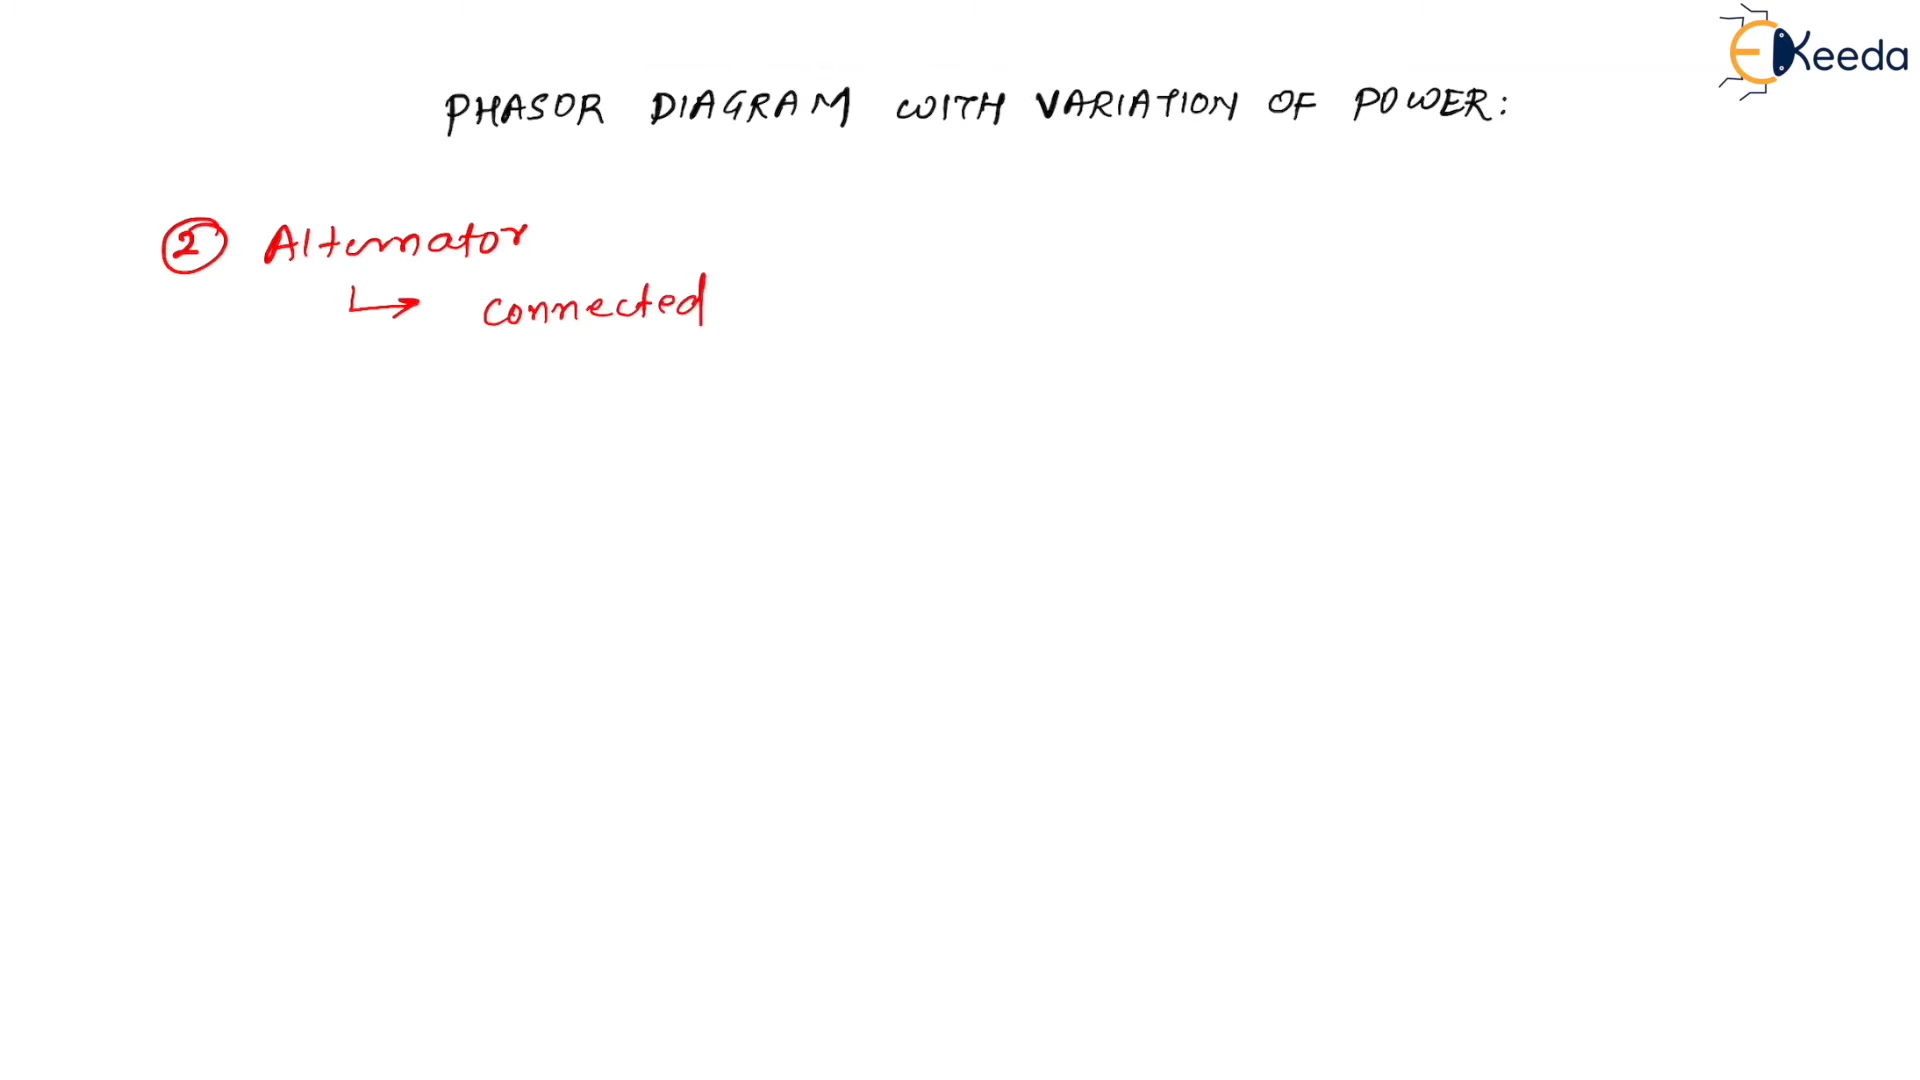 EKeeda
PHASOR DIAGRAM WITH VARIATION OF POWER:
2 Alternator
↳ connected